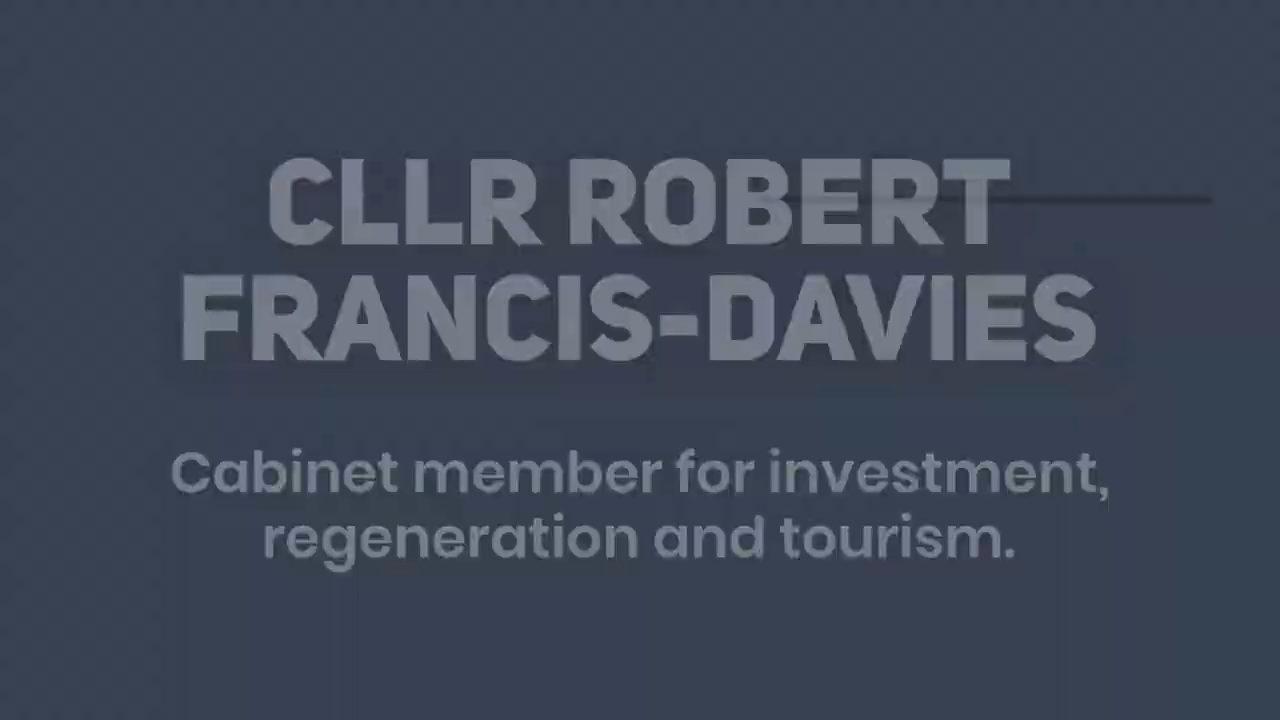 CLLR ROBERT
FRANCIS-DAVIES
Cabinet member for investment,
regeneration and tourism.